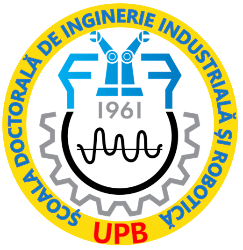 ȘCOALA DOCTORALĂ DE INGINERIE INDUSTRIALĂ ȘI ROBOTICĂ
1961
UPB